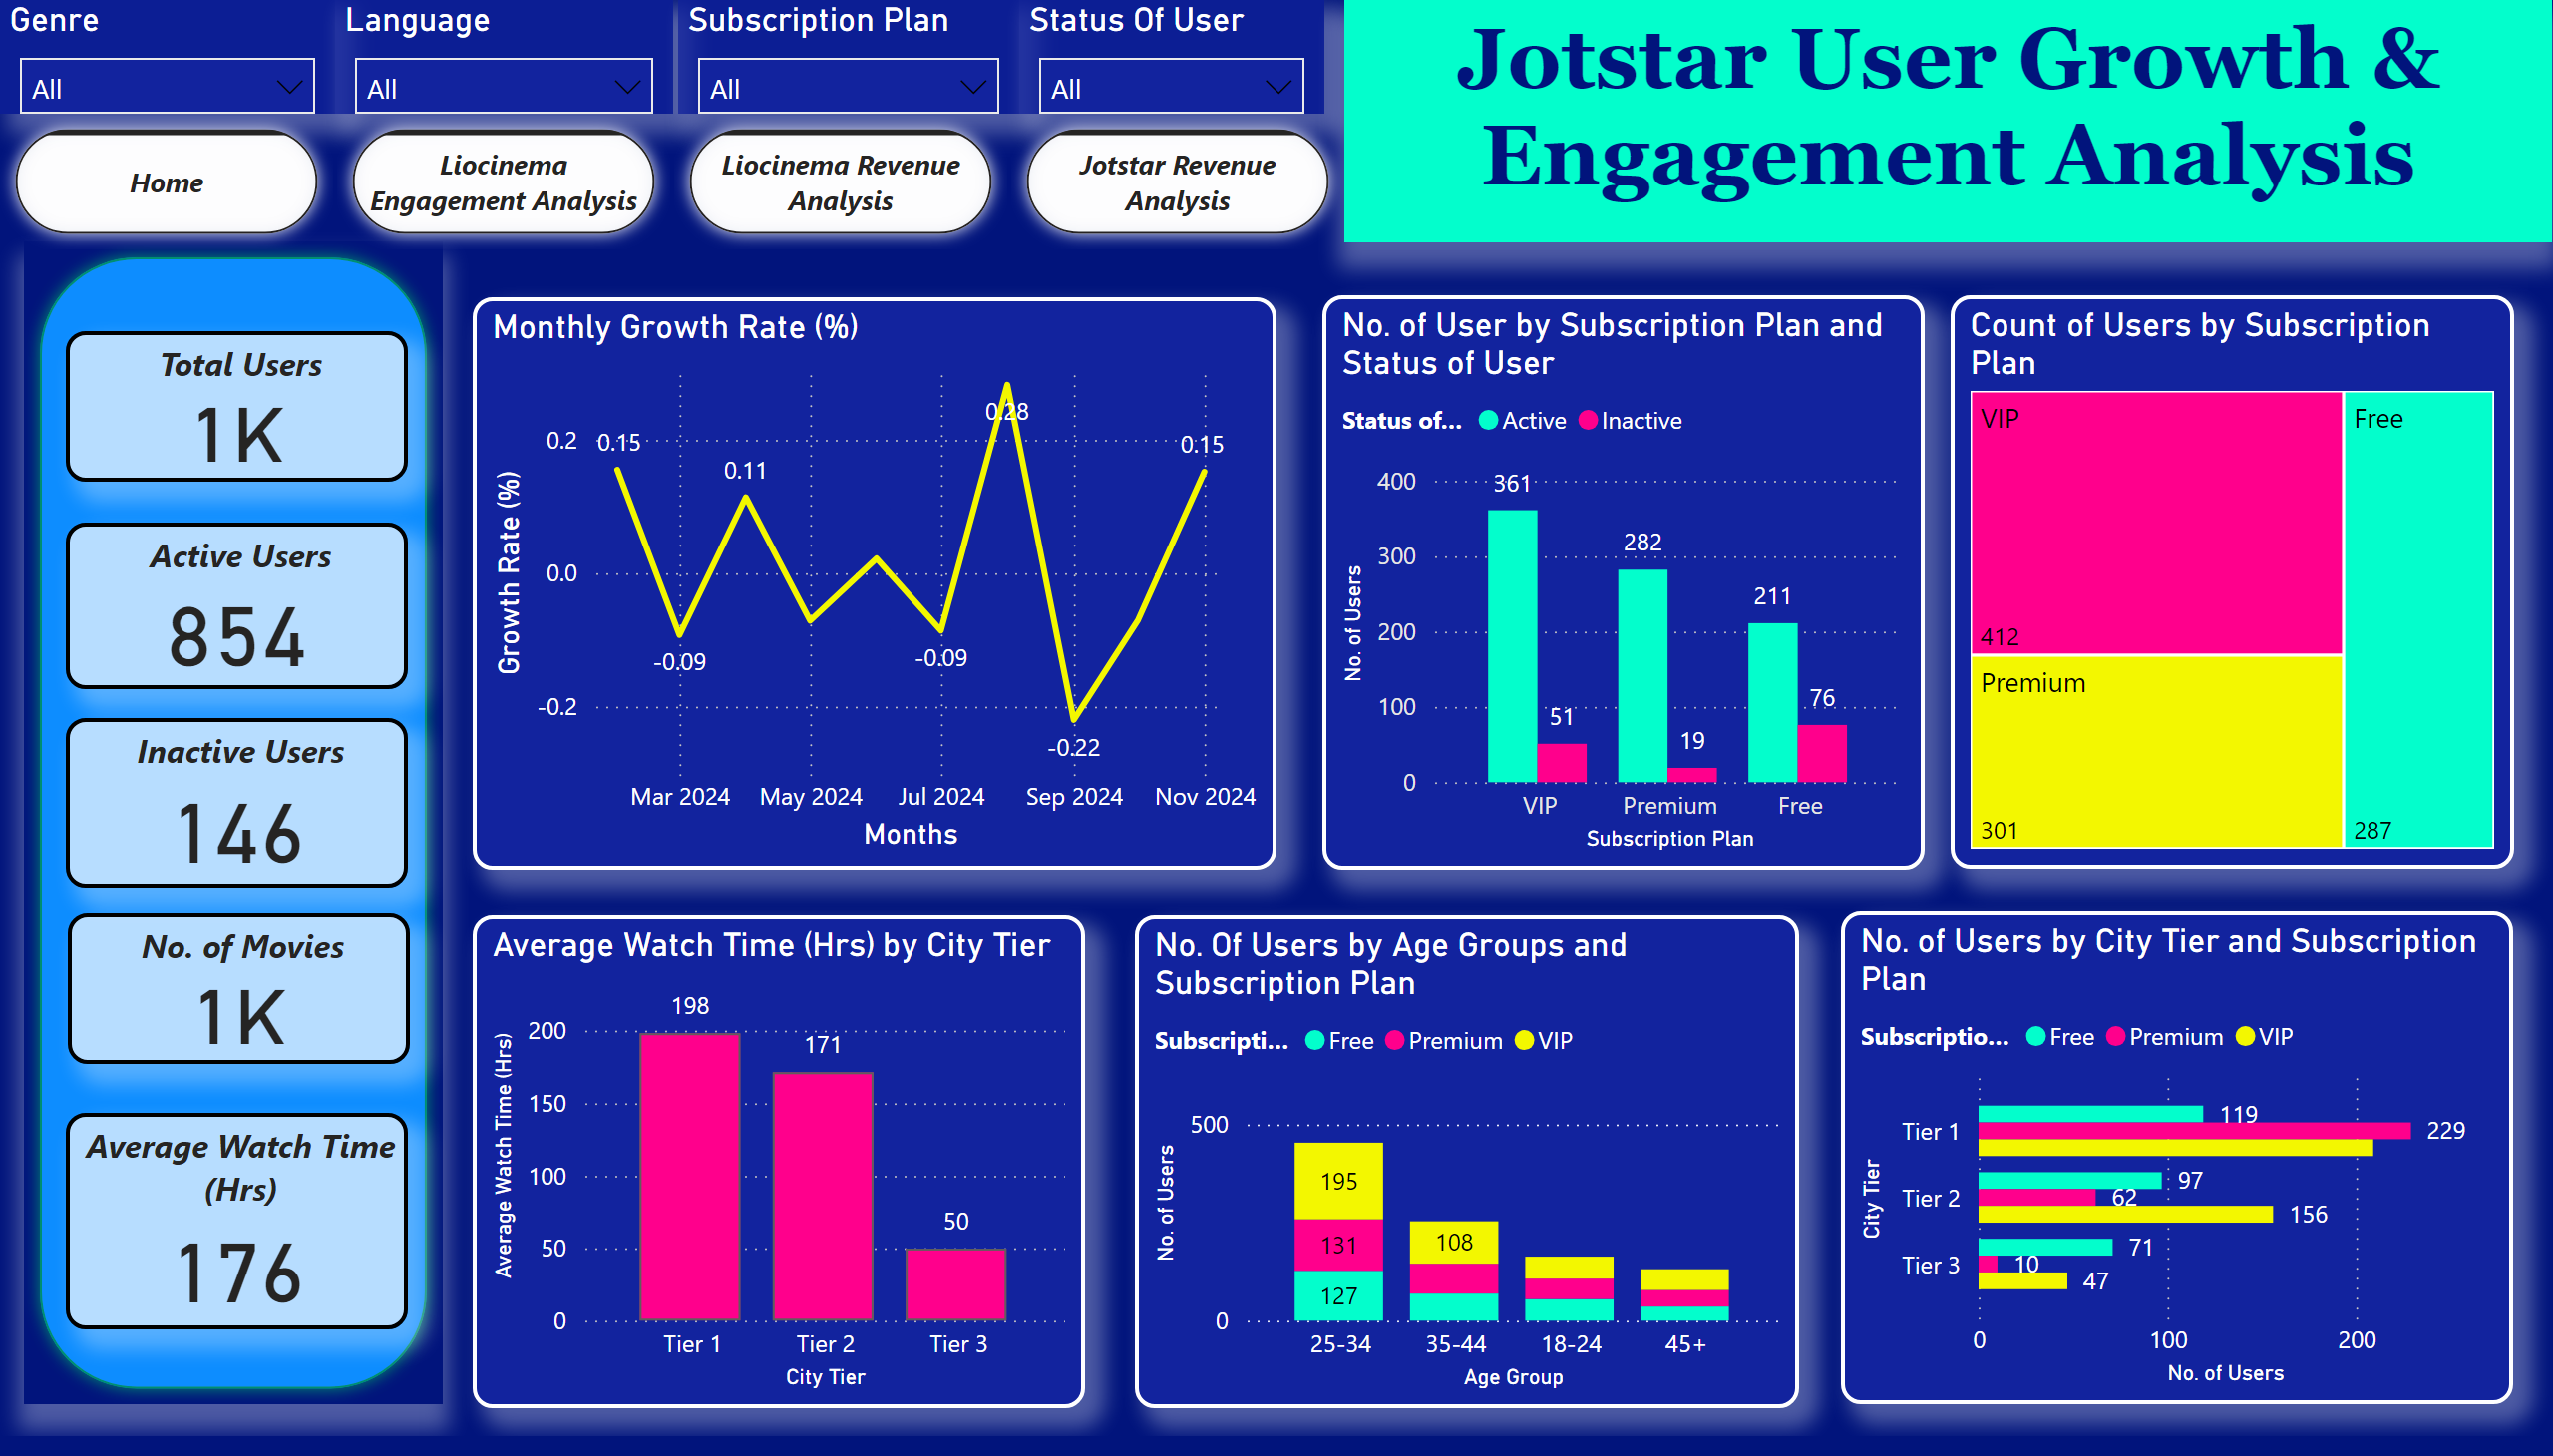 Genre
All
Language
All
Subscription Plan
All
Status Of User
All
Jotstar User Growth &
Engagement Analysis
Home
Liocinema
Engagement Analysis
Liocinema Revenue
Analysis
Jotstar Revenue
Analysis
Total Users
1K
Active Users
854
Inactive Users
146
No. of Movies
1K
Average Watch Time
(Hrs)
176
Monthly Growth Rate (%)
Growth Rate (%)
0.2
0.0
-0.2
0.15
-0.09
0.11
-0.09
0.28
-0.22
0.15
Mar 2024
May 2024
Jul 2024
Sep 2024
Nov 2024
Months
No. of User by Subscription Plan and
Status of User
Status of...
Active
Inactive
No. of Users
400
300
200
100
0
361
51
282
19
211
76
VIP
Premium
Free
Subscription Plan
Count of Users by Subscription
Plan
VIP
412
Premium
301
Free
287
Average Watch Time (Hrs) by City Tier
Average Watch Time (Hrs)
200
150
100
50
0
198
171
50
Tier 1
Tier 2
Tier 3
City Tier
No. Of Users by Age Groups and
Subscription Plan
Subscripti...
Free
Premium
VIP
No. of Users
500
0
195
131
127
108
25-34
35-44
18-24
45+
Age Group
No. of Users by City Tier and Subscription
Plan
Subscriptio...
Free
Premium
VIP
City Tier
Tier 1
119
229
Tier 2
97
62
156
Tier 3
71
10
47
0
100
200
No. of Users